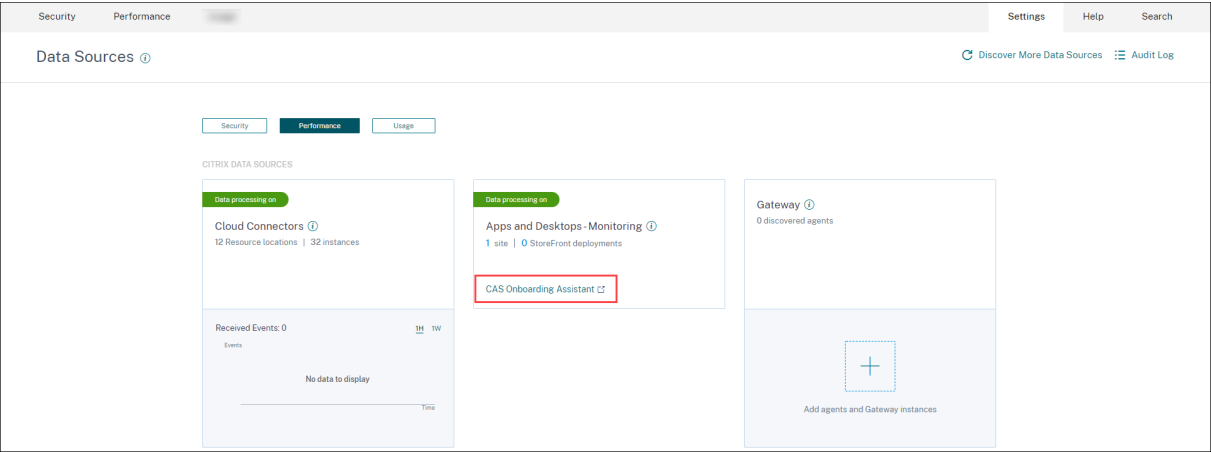 Security Performance Settings Help Search
Data Sources
Discover More Data Sources Audit Log
Security Performance Usage
CITRIX DATA SOURCES
Data processing on
Cloud Connectors
12 Resource locations | 32 instances
Received Events: 0 1H 1W
Events
No data to display
Time
Data processing on
Apps and Desktops - Monitoring
1 site | 0 StoreFront deployments
CAS Onboarding Assistant
Gateway
0 discovered agents
Add agents and Gateway instances